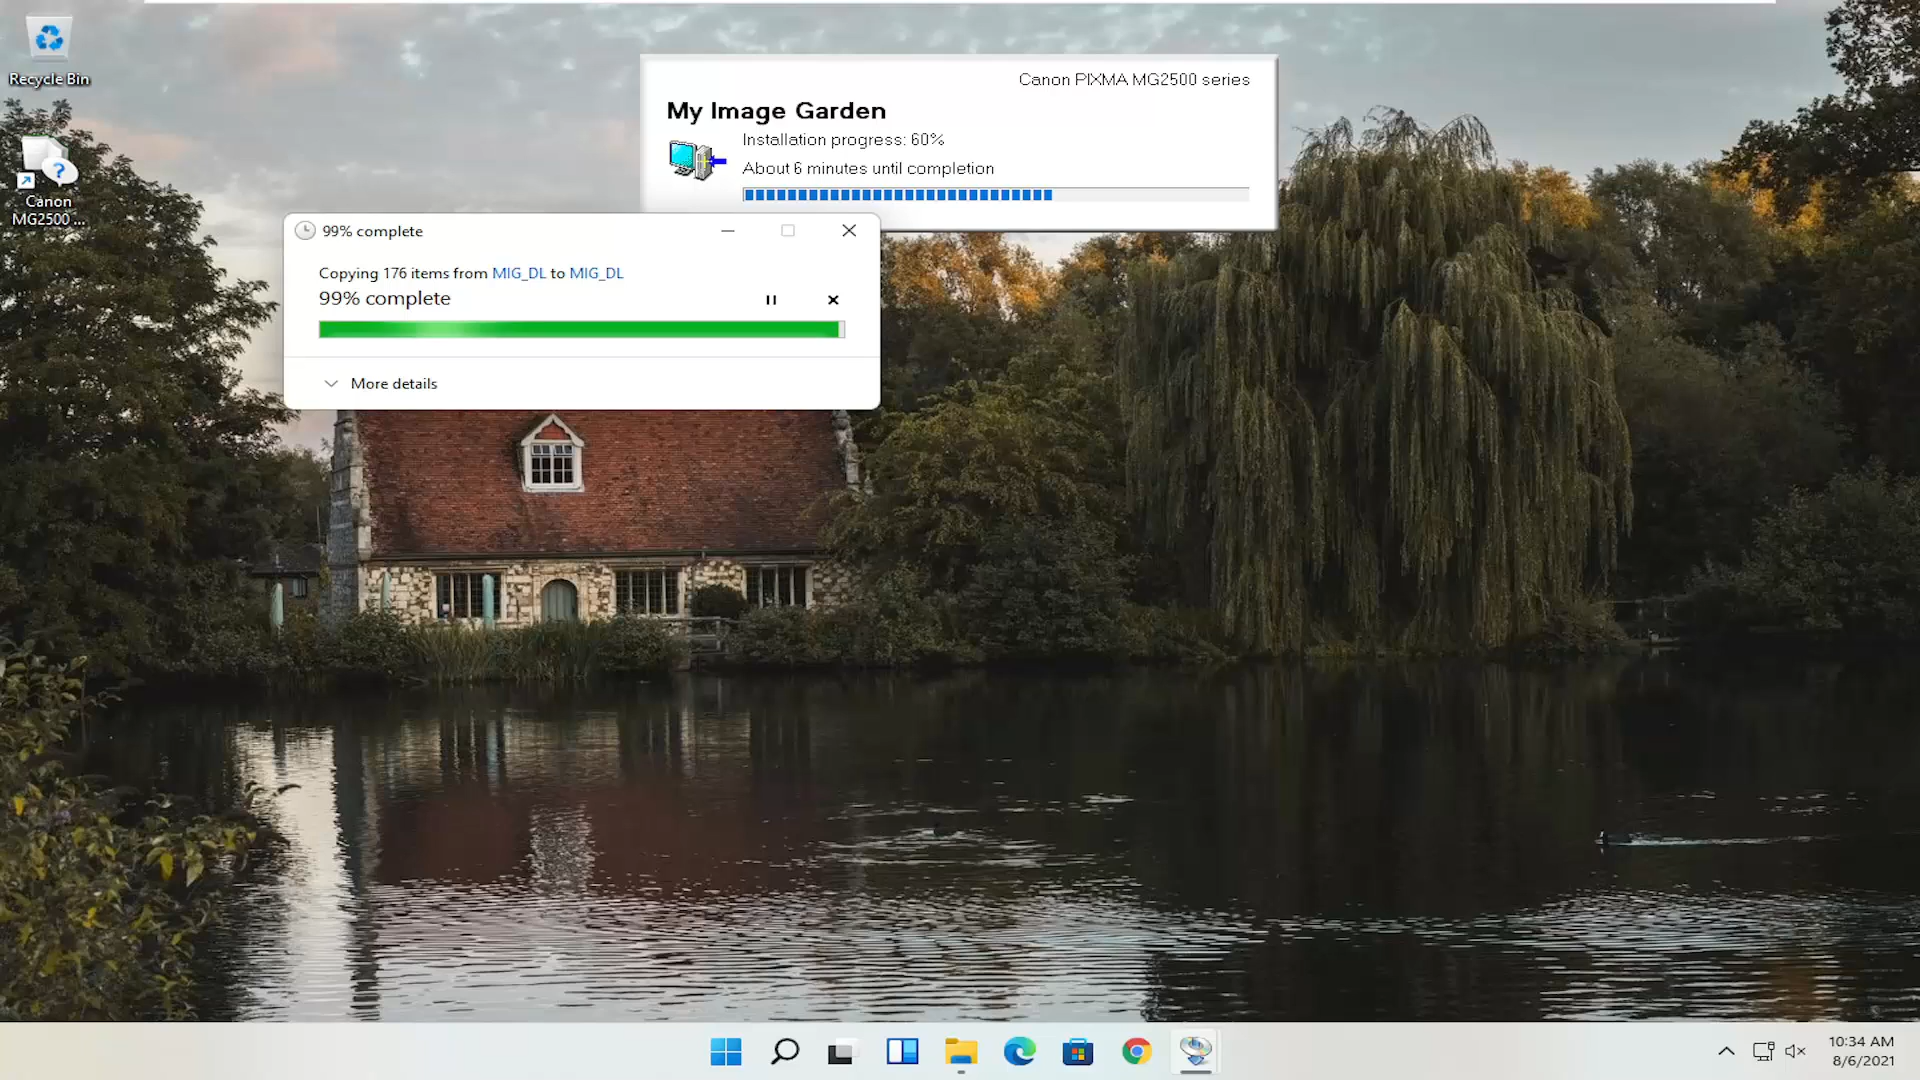 Recycle Bin
Canon
MG2500 ...
Canon PIXMA MG2500 series
My Image Garden
Installation progress: 60%
About 6 minutes until completion
99% complete
Copying 176 items from MIG_DL to MIG_DL
99% complete
More details
10:34 AM
8/6/2021